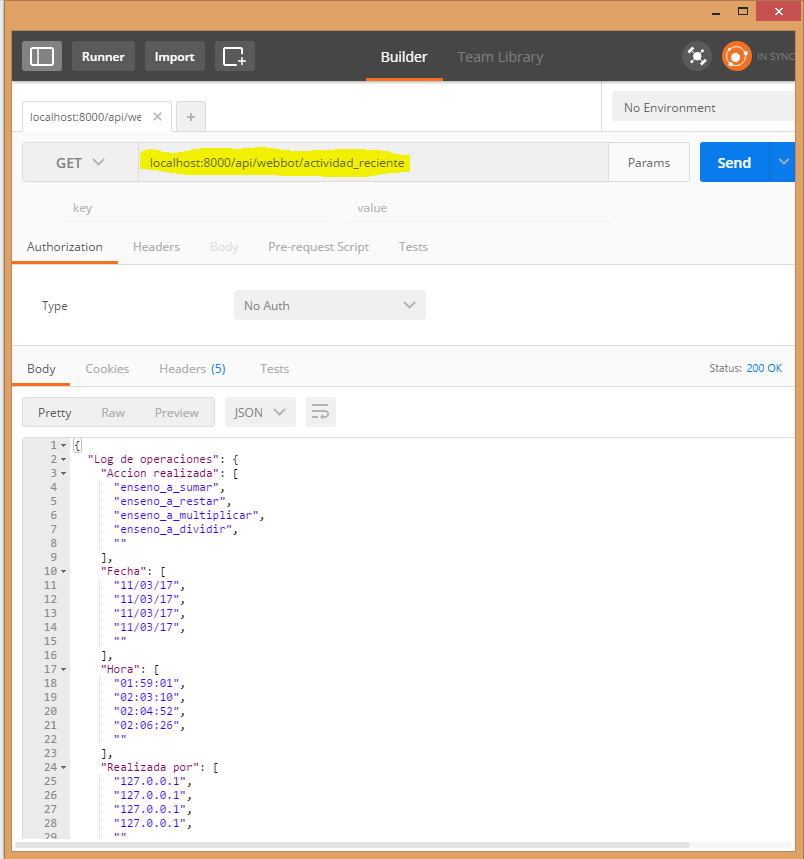 Runner
Import
Builder
Team Library
IN SYNC
localhost:8000/api/we
No Environment
GET
localhost:8000/api/webbot/actividad_reciente
Params
Send
key
value
Authorization
Headers
Body
Pre-request Script
Tests
Type
No Auth
Body
Cookies
Headers (5)
Tests
Status: 200 OK
Pretty
Raw
Preview
JSON
1 {
2 "Log de operaciones": {
3 "Accion realizada": [
4 "enseno_a_sumar",
5 "enseno_a_restar",
6 "enseno_a_multiplicar",
7 "enseno_a_dividir",
8 ""
9 ],
10 "Fecha": [
11 "11/03/17",
12 "11/03/17",
13 "11/03/17",
14 "11/03/17",
15 ""
16 ],
17 "Hora": [
18 "01:59:01",
19 "02:03:10",
20 "02:04:52",
21 "02:06:26",
22 ""
23 ],
24 "Realizada por": [
25 "127.0.0.1",
26 "127.0.0.1",
27 "127.0.0.1",
28 "127.0.0.1",
29 ""